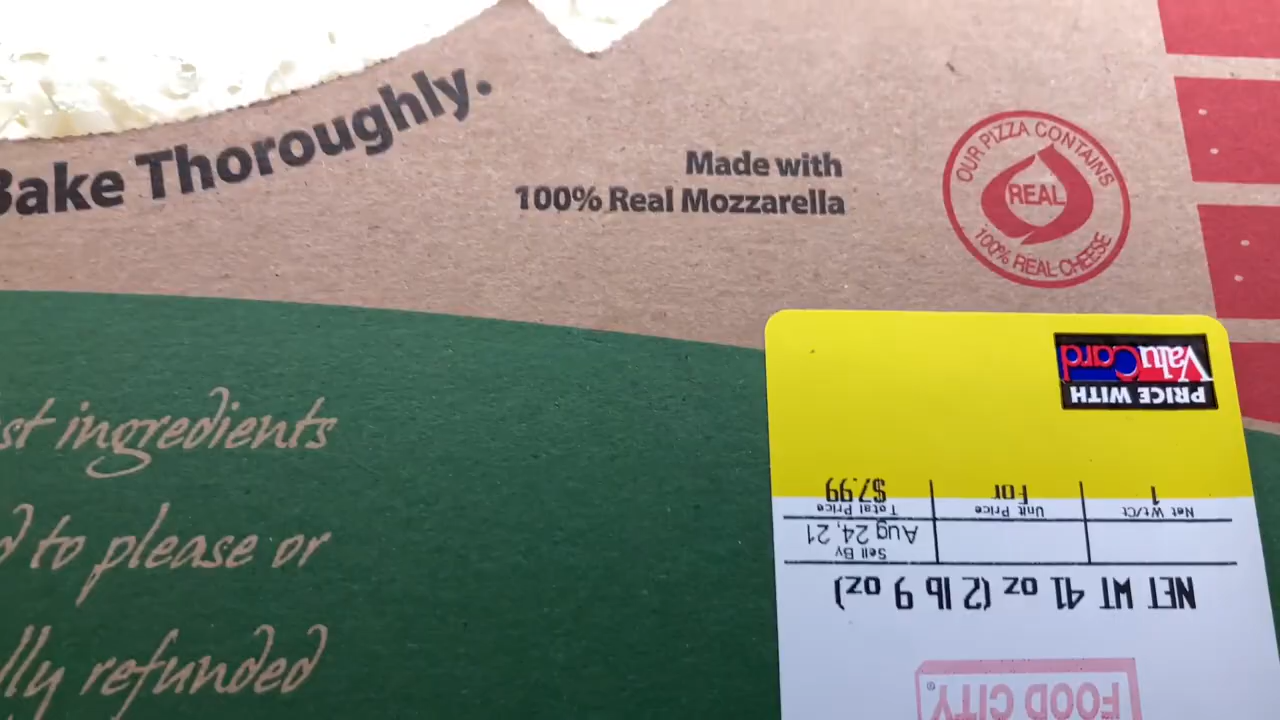 Bake Thoroughly.
Made with
100% Real Mozzarella
OUR PIZZA CONTAINS
REAL
100% REAL CHEESE
st ingredients
d to please or
lly refunded
FOOD CITY®
NET WT 41 oz (2 lb 9 oz)
Sell By
Aug 24, 21
Net Wt/Ct Unit Price Total Price
1 For $7.99
PRICE WITH
ValuCard